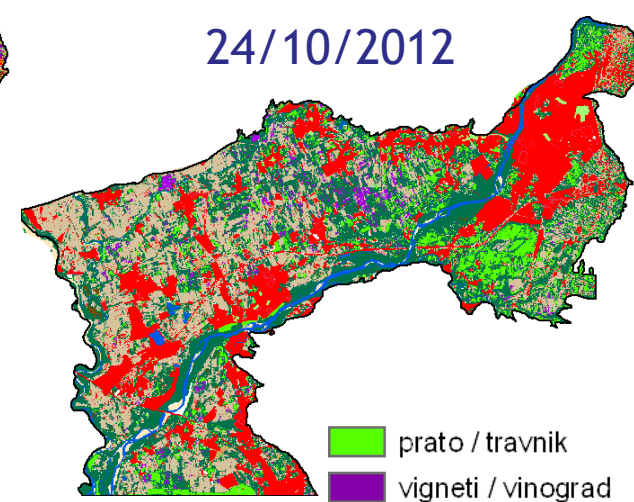 24/10/2012
prato / travnik
vigneti / vinograd